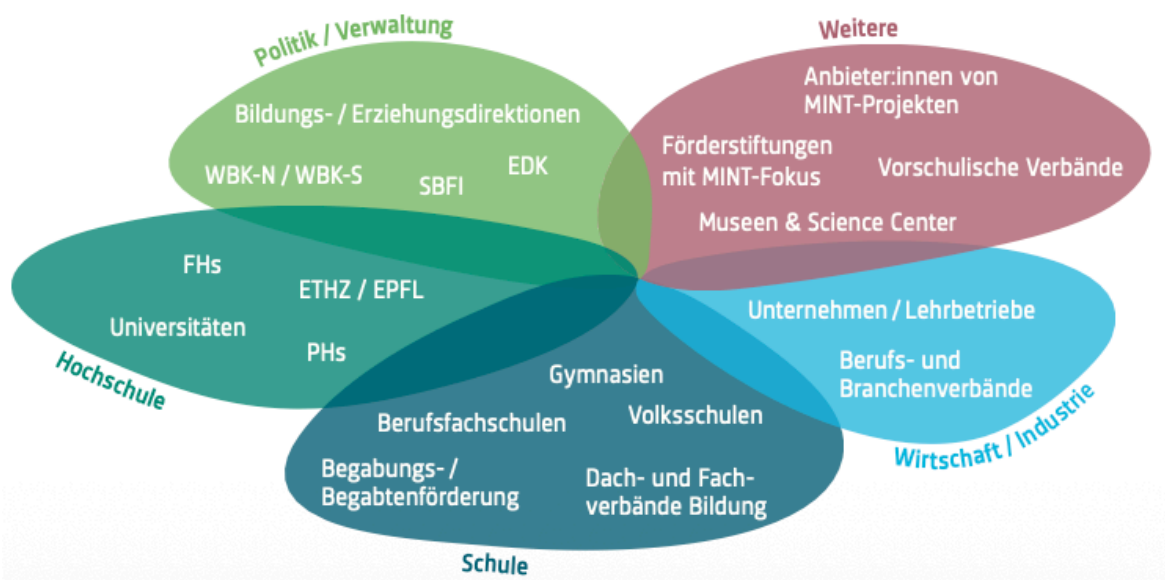 Politik / Verwaltung
Bildungs- / Erziehungsdirektionen
WBK-N / WBK-S
SBFI
EDK
Weitere
Anbieter:innen von
MINT-Projekten
Förderstiftungen
mit MINT-Fokus
Vorschulische Verbände
Museen & Science Center
FHs
ETHZ / EPFL
Universitäten
PHs
Hochschule
Unternehmen / Lehrbetriebe
Berufs- und
Branchenverbände
Wirtschaft / Industrie
Gymnasien
Berufsfachschulen
Volksschulen
Begabungs- /
Begabtenförderung
Dach- und Fach-
verbände Bildung
Schule